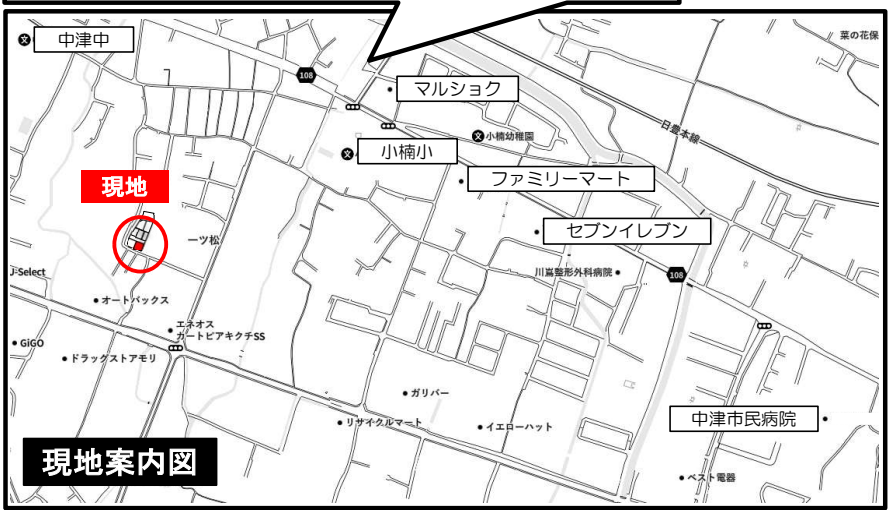 中津中
菜の花保
108
マルショク
日豊本線
小楠幼稚園
小楠小
ファミリーマート
現地
セブンイレブン
一ツ松
J-Select
川嶌整形外科病院
108
オートバックス
エネオス
カートピアキクチSS
GiGO
ドラッグストアモリ
ガリバー
リサイクルマート
イエローハット
中津市民病院
現地案内図
ベスト電器